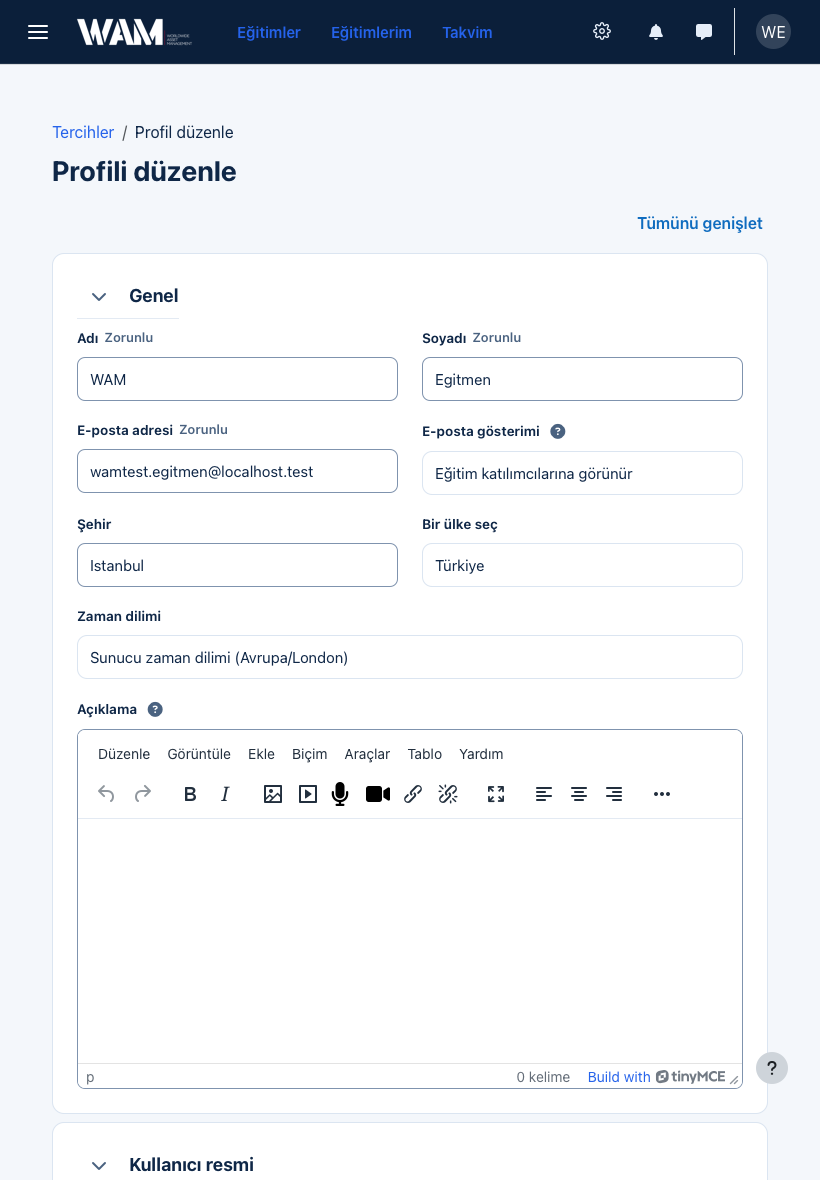 WAM WORLDWIDE ASSET MANAGEMENT
Eğitimler Eğitimlerim Takvim WE
Tercihler / Profil düzenle
Profili düzenle
Tümünü genişlet
Genel
Adı Zorunlu Soyadı Zorunlu
WAM Egitmen
E-posta adresi Zorunlu E-posta gösterimi ?
wamtest.egitmen@localhost.test Eğitim katılımcılarına görünür
Şehir Bir ülke seç
Istanbul Türkiye
Zaman dilimi
Sunucu zaman dilimi (Avrupa/London)
Açıklama ?
Düzenle Görüntüle Ekle Biçim Araçlar Tablo Yardım
B I
p 0 kelime Build with tinyMCE
?
Kullanıcı resmi